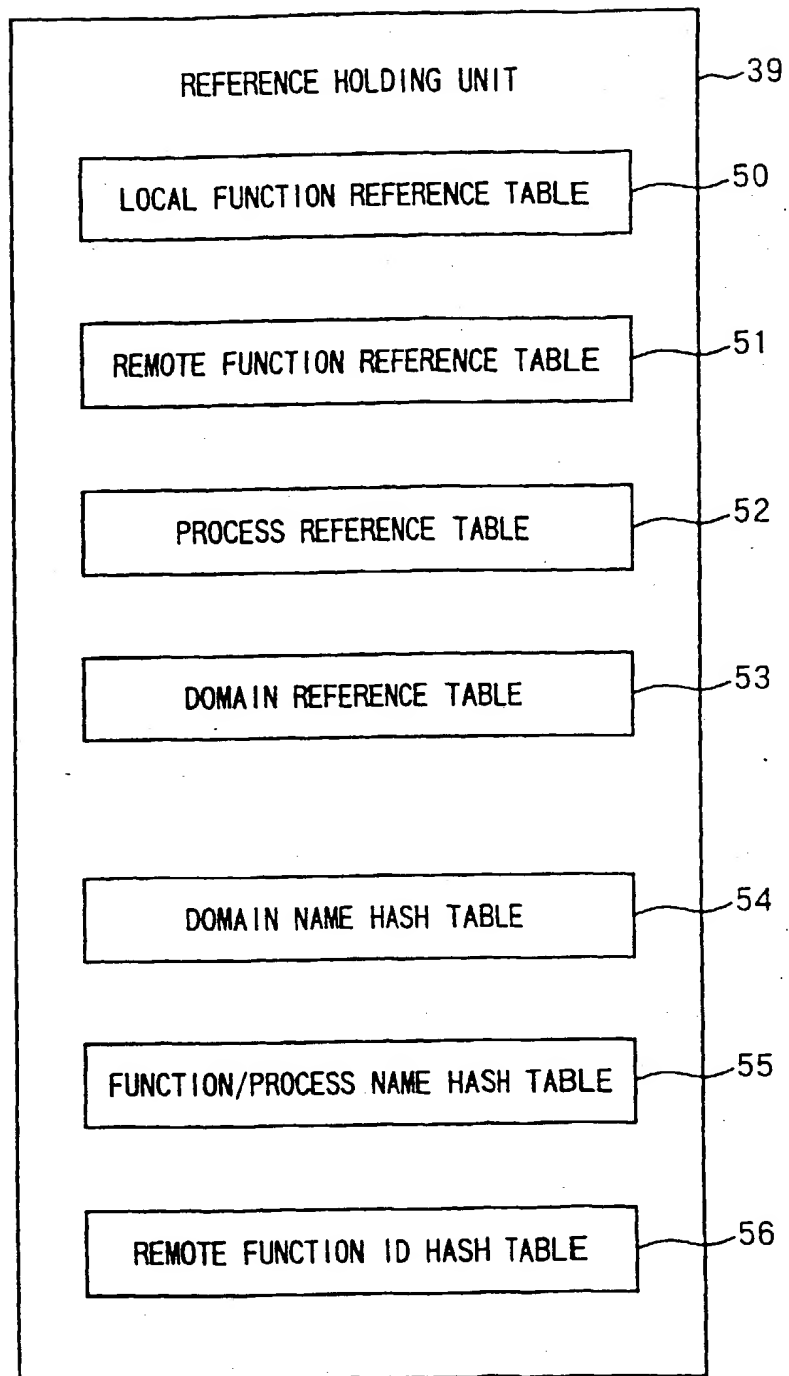 REFERENCE HOLDING UNIT
39
LOCAL FUNCTION REFERENCE TABLE
50
REMOTE FUNCTION REFERENCE TABLE
51
PROCESS REFERENCE TABLE
52
DOMAIN REFERENCE TABLE
53
DOMAIN NAME HASH TABLE
54
FUNCTION/PROCESS NAME HASH TABLE
55
REMOTE FUNCTION ID HASH TABLE
56